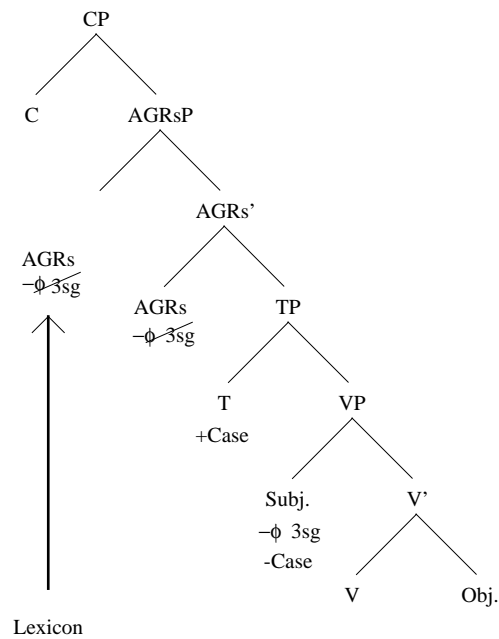 CP
C AGRsP
AGRs’
AGRs
−ϕ 3sg
AGRs TP
−ϕ 3sg
T VP
+Case
Subj. V’
−ϕ 3sg
-Case
V Obj.
Lexicon